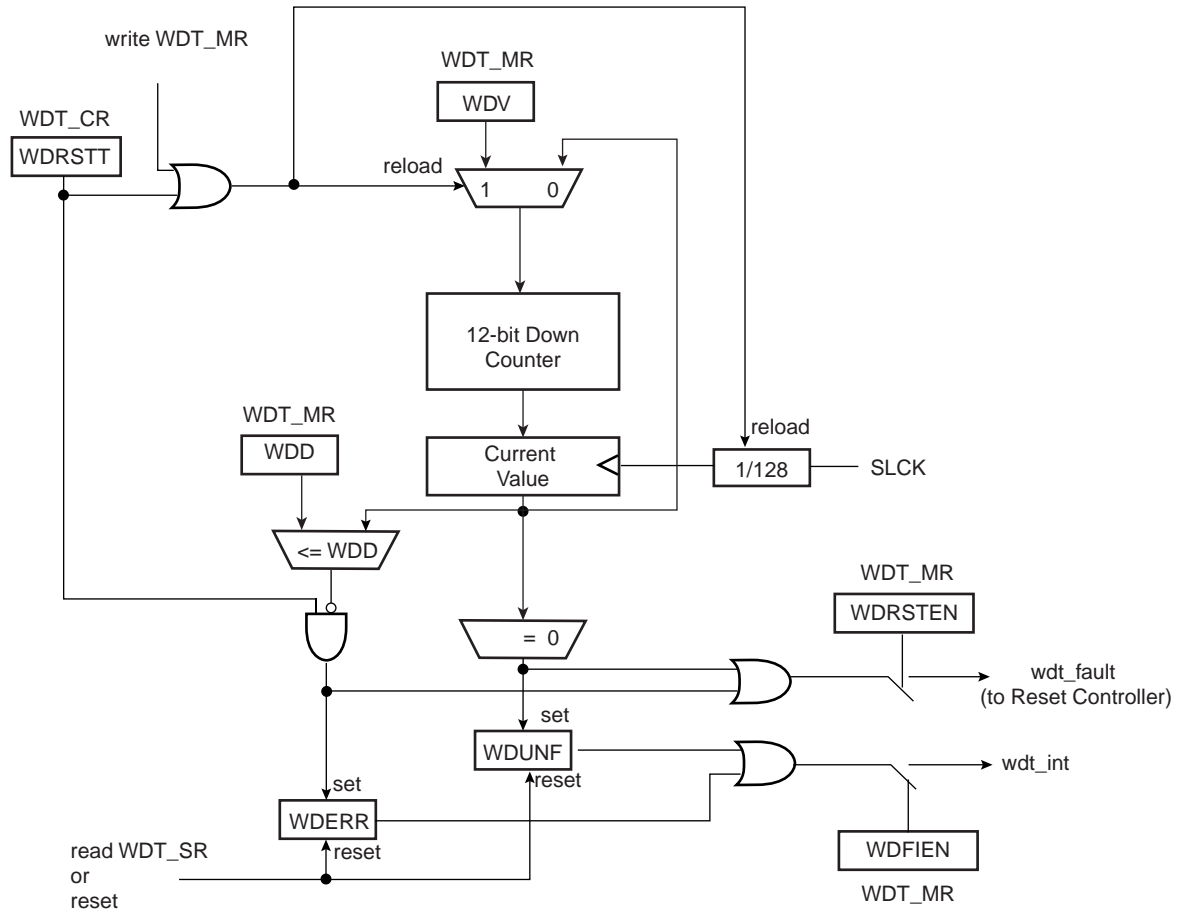 write WDT_MR
WDT_MR
WDV
WDT_CR
WDRSTT
reload
1 0
12-bit Down
Counter
WDT_MR
WDD
reload
Current
Value
1/128
SLCK
<= WDD
WDT_MR
WDRSTEN
= 0
wdt_fault
(to Reset Controller)
set
WDUNF
reset
wdt_int
set
WDERR
reset
WDFIEN
WDT_MR
read WDT_SR
or
reset